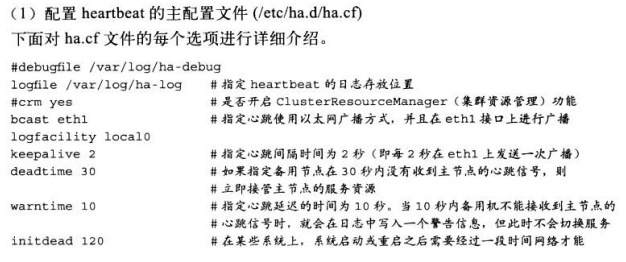 （1）配置 heartbeat 的主配置文件 (/etc/ha.d/ha.cf)
下面对 ha.cf 文件的每个选项进行详细介绍。
#debugfile /var/log/ha-debug
logfile /var/log/ha-log # 指定 heartbeat 的日志存放位置
#crm yes # 是否开启 ClusterResourceManager（集群资源管理）功能
bcast eth1 # 指定心跳使用以太网广播方式，并且在 eth1 接口上进行广播
logfacility local0
keepalive 2 # 指定心跳间隔时间为 2 秒（即每 2 秒在 eth1 上发送一次广播）
deadtime 30 # 如果指定备用节点在 30 秒内没有收到主节点的心跳信号，则
# 立即接管主节点的服务资源
warntime 10 # 指定心跳延迟的时间为 10 秒。当 10 秒内备用机不能接收到主节点的
# 心跳信号时，就会在日志中写入一个警告信息，但此时不会切换服务
initdead 120 # 在某些系统上，系统启动或重启之后需要经过一段时间网络才能